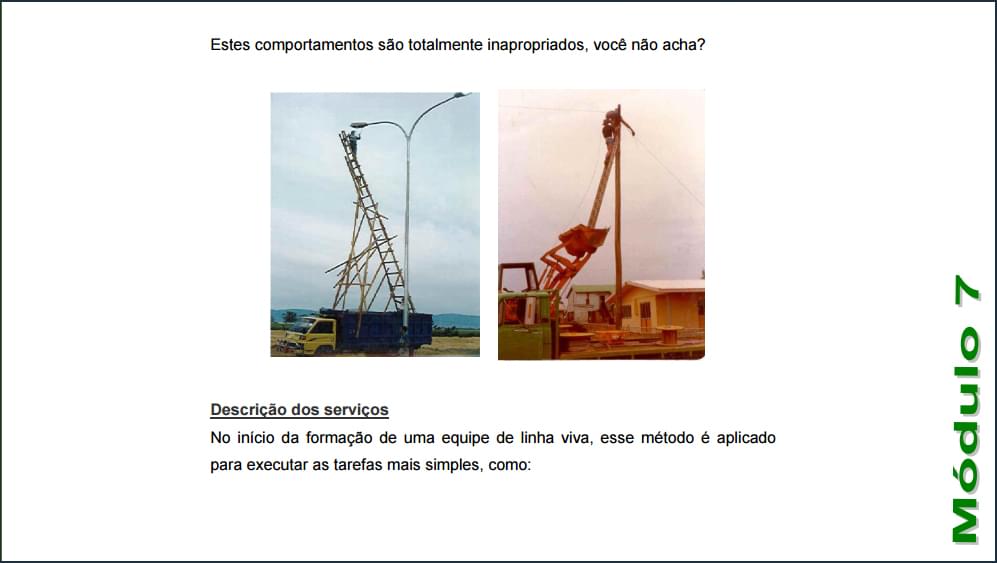 Estes comportamentos são totalmente inapropriados, você não acha?
Descrição dos serviços
No início da formação de uma equipe de linha viva, esse método é aplicado
para executar as tarefas mais simples, como:
Módulo 7